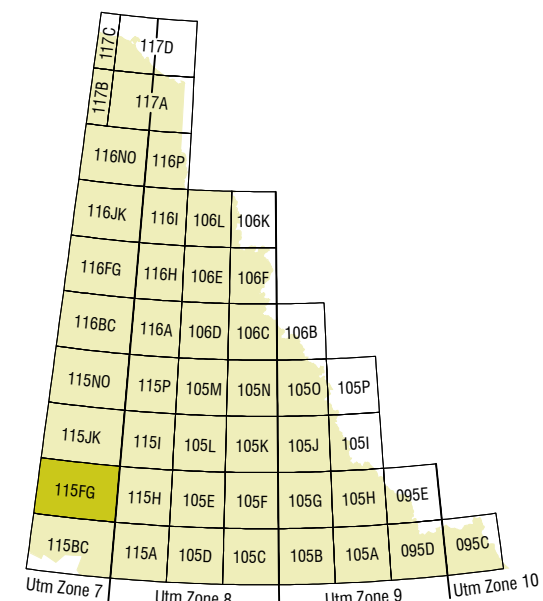 117C 117D
117B 117A
116NO 116P
116JK 116I 106L 106K
116FG 116H 106E 106F
116BC 116A 106D 106C 106B
115NO 115P 105M 105N 105O 105P
115JK 115I 105L 105K 105J 105I
115FG 115H 105E 105F 105G 105H 095E
115BC 115A 105D 105C 105B 105A 095D 095C
Utm Zone 7 Utm Zone 8 Utm Zone 9 Utm Zone 10